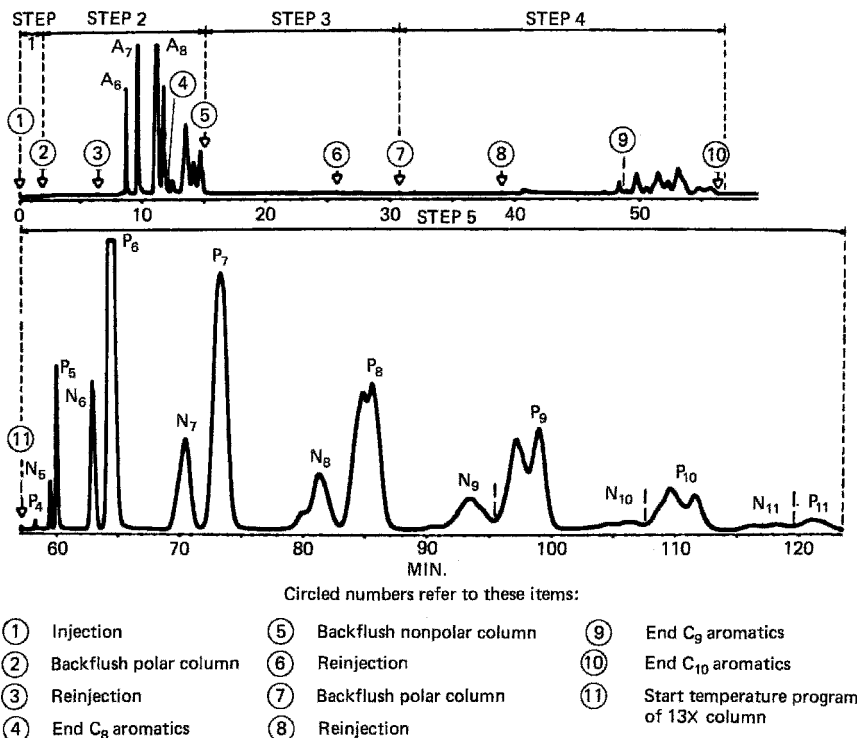 STEP 1 STEP 2 STEP 3 STEP 4
A₇ A₈
A₆ ④
① ② ③ ⑤ ⑥ ⑦ ⑧ ⑨ ⑩
0 10 20 30 40 50
STEP 5
P₆
P₇
P₅ P₈
N₆
N₇ P₉
⑪
N₅ N₈
P₄ N₉ N₁₀ P₁₀ N₁₁ P₁₁
60 70 80 90 100 110 120
MIN.
Circled numbers refer to these items:
① Injection
② Backflush polar column
③ Reinjection
④ End C₈ aromatics
⑤ Backflush nonpolar column
⑥ Reinjection
⑦ Backflush polar column
⑧ Reinjection
⑨ End C₉ aromatics
⑩ End C₁₀ aromatics
⑪ Start temperature program
of 13X column